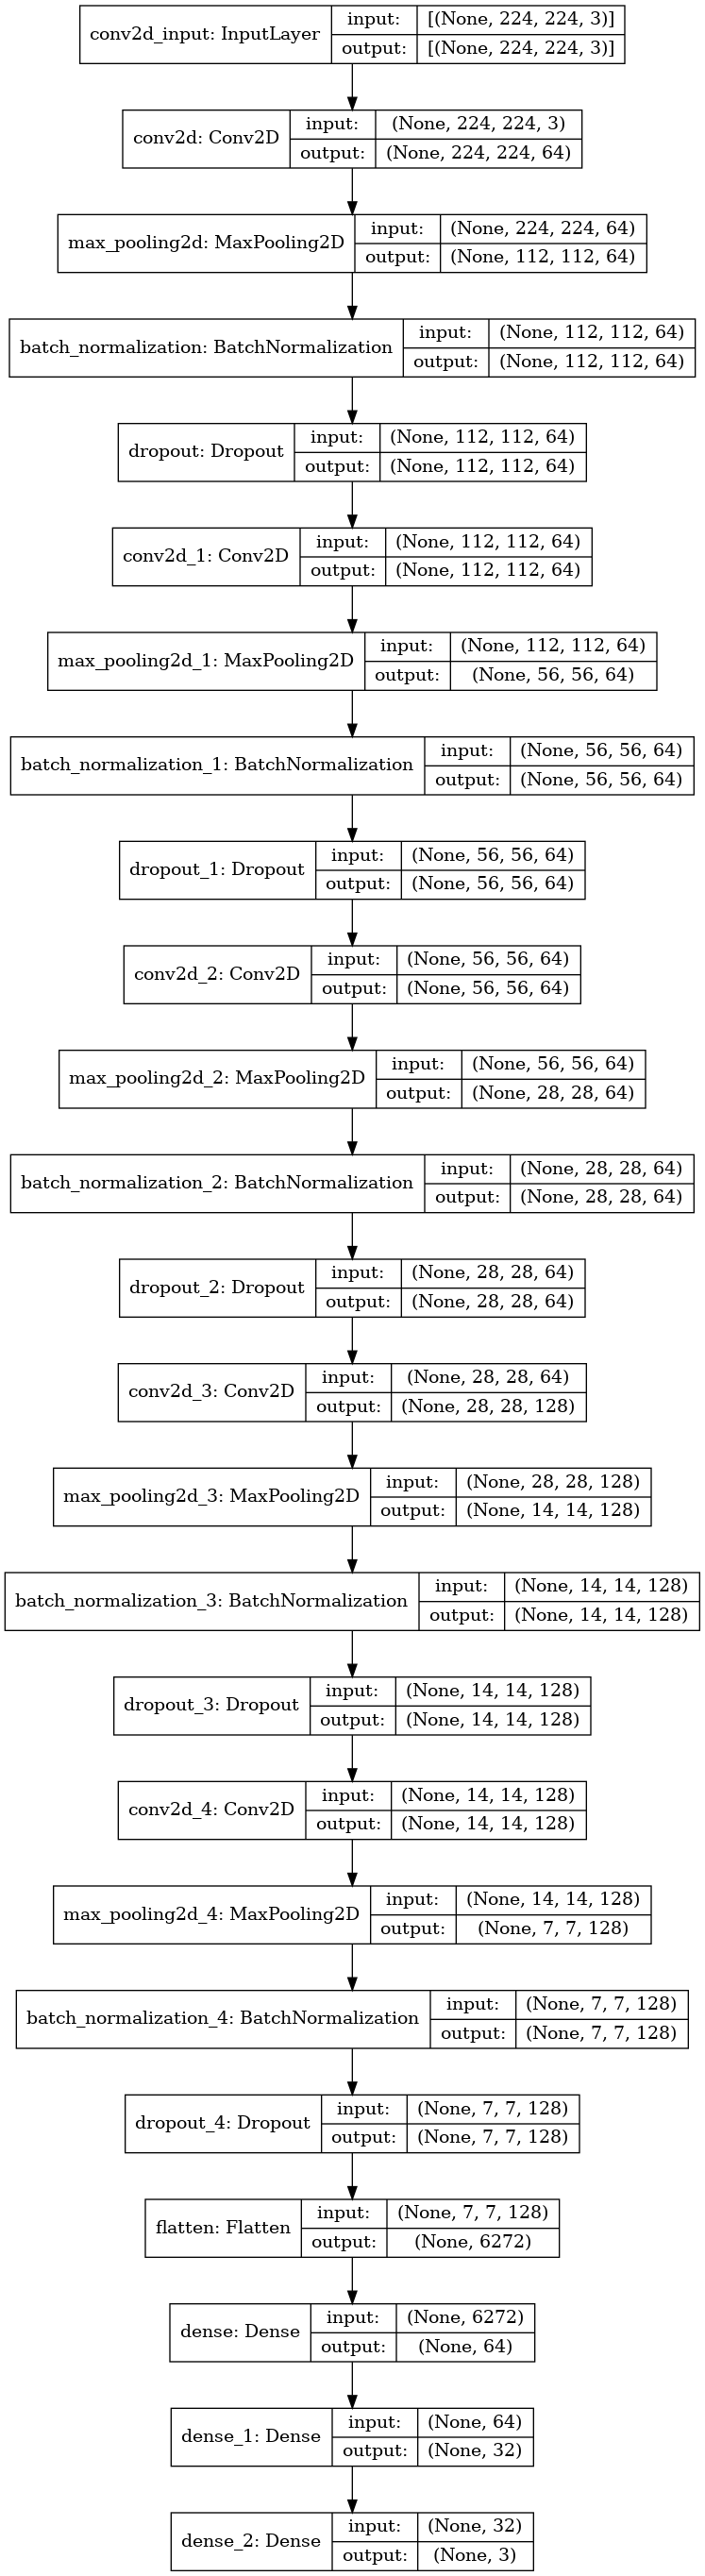 conv2d_input: InputLayer
input:
[(None, 224, 224, 3)]
output:
[(None, 224, 224, 3)]
conv2d: Conv2D
input:
(None, 224, 224, 3)
output:
(None, 224, 224, 64)
max_pooling2d: MaxPooling2D
input:
(None, 224, 224, 64)
output:
(None, 112, 112, 64)
batch_normalization: BatchNormalization
input:
(None, 112, 112, 64)
output:
(None, 112, 112, 64)
dropout: Dropout
input:
(None, 112, 112, 64)
output:
(None, 112, 112, 64)
conv2d_1: Conv2D
input:
(None, 112, 112, 64)
output:
(None, 112, 112, 64)
max_pooling2d_1: MaxPooling2D
input:
(None, 112, 112, 64)
output:
(None, 56, 56, 64)
batch_normalization_1: BatchNormalization
input:
(None, 56, 56, 64)
output:
(None, 56, 56, 64)
dropout_1: Dropout
input:
(None, 56, 56, 64)
output:
(None, 56, 56, 64)
conv2d_2: Conv2D
input:
(None, 56, 56, 64)
output:
(None, 56, 56, 64)
max_pooling2d_2: MaxPooling2D
input:
(None, 56, 56, 64)
output:
(None, 28, 28, 64)
batch_normalization_2: BatchNormalization
input:
(None, 28, 28, 64)
output:
(None, 28, 28, 64)
dropout_2: Dropout
input:
(None, 28, 28, 64)
output:
(None, 28, 28, 64)
conv2d_3: Conv2D
input:
(None, 28, 28, 64)
output:
(None, 28, 28, 128)
max_pooling2d_3: MaxPooling2D
input:
(None, 28, 28, 128)
output:
(None, 14, 14, 128)
batch_normalization_3: BatchNormalization
input:
(None, 14, 14, 128)
output:
(None, 14, 14, 128)
dropout_3: Dropout
input:
(None, 14, 14, 128)
output:
(None, 14, 14, 128)
conv2d_4: Conv2D
input:
(None, 14, 14, 128)
output:
(None, 14, 14, 128)
max_pooling2d_4: MaxPooling2D
input:
(None, 14, 14, 128)
output:
(None, 7, 7, 128)
batch_normalization_4: BatchNormalization
input:
(None, 7, 7, 128)
output:
(None, 7, 7, 128)
dropout_4: Dropout
input:
(None, 7, 7, 128)
output:
(None, 7, 7, 128)
flatten: Flatten
input:
(None, 7, 7, 128)
output:
(None, 6272)
dense: Dense
input:
(None, 6272)
output:
(None, 64)
dense_1: Dense
input:
(None, 64)
output:
(None, 32)
dense_2: Dense
input:
(None, 32)
output:
(None, 3)